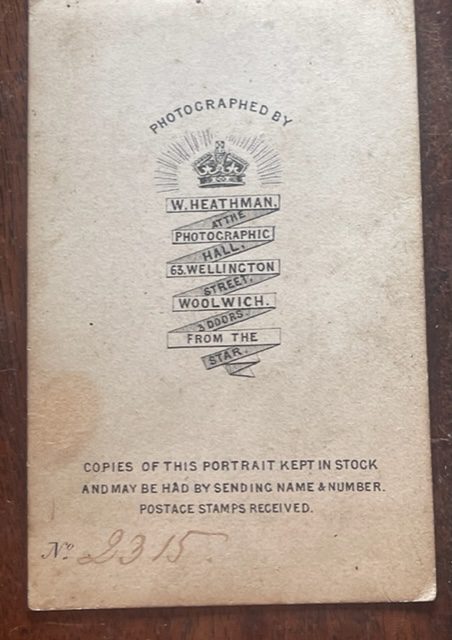 PHOTOGRAPHED BY
W. HEATHMAN.
AT THE
PHOTOGRAPHIC
HALL,
63. WELLINGTON
STREET,
WOOLWICH.
3 DOORS.
FROM THE
STAR.
COPIES OF THIS PORTRAIT KEPT IN STOCK
AND MAY BE HAD BY SENDING NAME & NUMBER.
POSTAGE STAMPS RECEIVED.
No. 2315